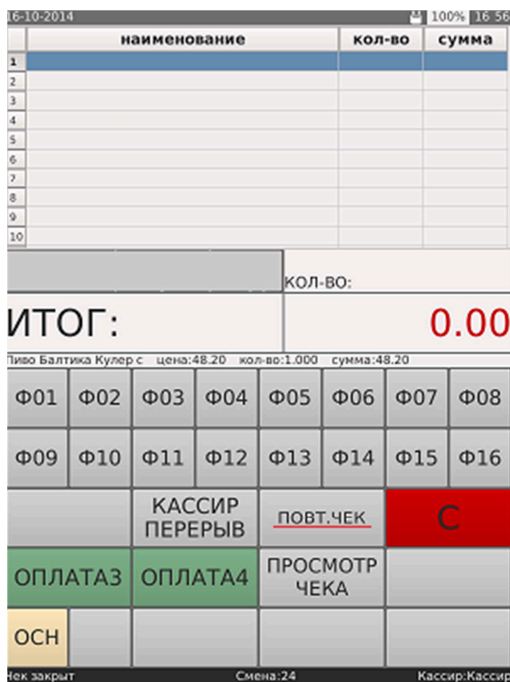 16-10-2014 100% 16 56
наименование кол-во сумма
1
2
3
4
5
6
7
8
9
10
КОЛ-ВО:
ИТОГ: 0.00
Пиво Балтика Кулер с цена:48.20 кол-во:1.000 сумма:48.20
Ф01 Ф02 Ф03 Ф04 Ф05 Ф06 Ф07 Ф08
Ф09 Ф10 Ф11 Ф12 Ф13 Ф14 Ф15 Ф16
КАССИР
ПЕРЕРЫВ
ПОВТ.ЧЕК
С
ОПЛАТА3 ОПЛАТА4
ПРОСМОТР
ЧЕКА
ОСН
Чек закрыт Смена:24 Кассир:Кассир